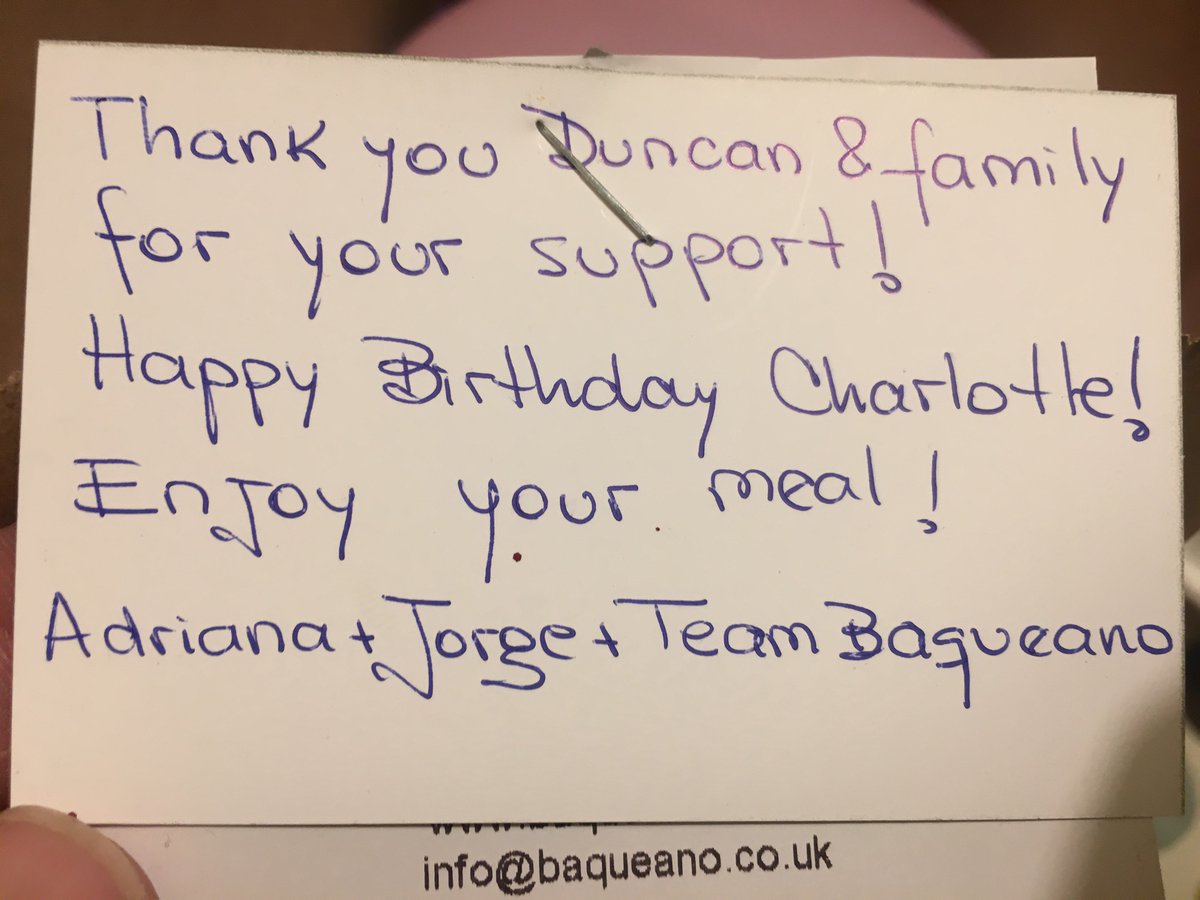 Thank you Duncan & family
for your support!
Happy Birthday Charlotte!
Enjoy your meal!
Adriana + Jorge + Team Baqueano
info@baqueano.co.uk